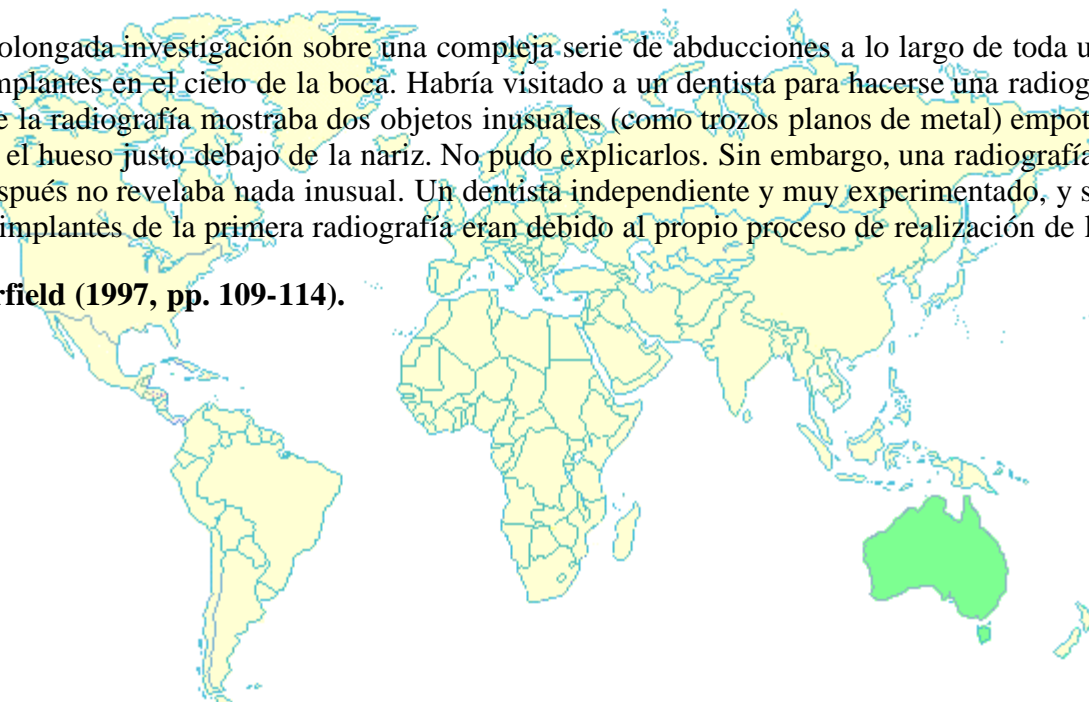 olongada investigación sobre una compleja serie de abducciones a lo largo de toda u
mplantes en el cielo de la boca. Habría visitado a un dentista para hacerse una radiog
e la radiografía mostraba dos objetos inusuales (como trozos planos de metal) empot
el hueso justo debajo de la nariz. No pudo explicarlos. Sin embargo, una radiografía
spués no revelaba nada inusual. Un dentista independiente y muy experimentado, y s
implantes de la primera radiografía eran debido al propio proceso de realización de l
rfield (1997, pp. 109-114).